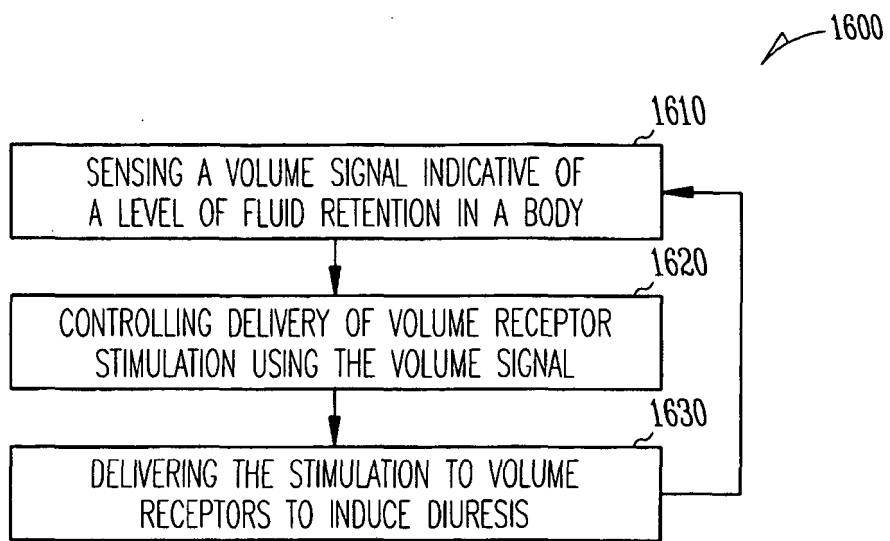 1600
1610
SENSING A VOLUME SIGNAL INDICATIVE OF
A LEVEL OF FLUID RETENTION IN A BODY
1620
CONTROLLING DELIVERY OF VOLUME RECEPTOR
STIMULATION USING THE VOLUME SIGNAL
1630
DELIVERING THE STIMULATION TO VOLUME
RECEPTORS TO INDUCE DIURESIS